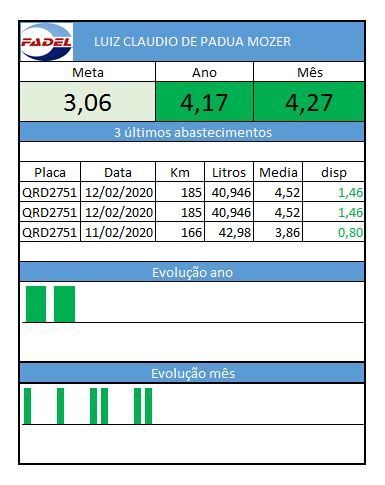 FADEL
LUIZ CLAUDIO DE PADUA MOZER
Meta Ano Mês
3,06 4,17 4,27
3 últimos abastecimentos
Placa Data Km Litros Media disp
QRD2751 12/02/2020 185 40,946 4,52 1,46
QRD2751 12/02/2020 185 40,946 4,52 1,46
QRD2751 11/02/2020 166 42,98 3,86 0,80
Evolução ano
Evolução mês